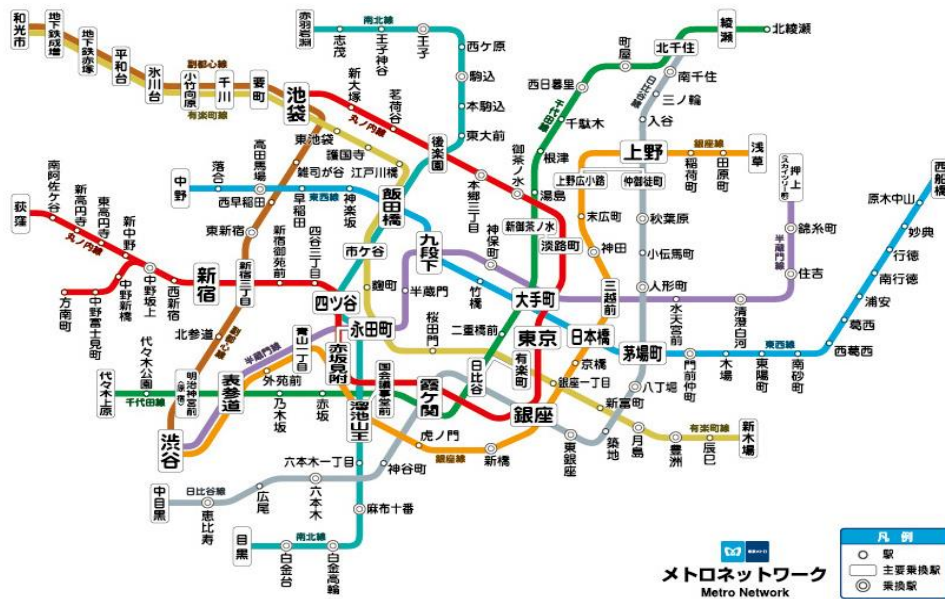 和光市
地下鉄成増
地下鉄赤塚
平和台
氷川台
小竹向原
千川
要町
副都心線
有楽町線
池袋
新大塚
丸ノ内線
茗荷谷
後楽園
本郷三丁目
御茶ノ水
淡路町
赤羽岩淵
南北線
志茂
王子神谷
王子
西ケ原
駒込
本駒込
東大前
綾瀬
北綾瀬
北千住
町屋
西日暮里
千代田線
千駄木
根津
湯島
新御茶ノ水
日比谷線
南千住
三ノ輪
入谷
上野
銀座線
稲荷町
田原町
浅草
上野広小路
仲御徒町
末広町
神田
秋葉原
小伝馬町
人形町
三越前
押上
錦糸町
半蔵門線
住吉
清澄白河
水天宮前
西船橋
原木中山
妙典
行徳
南行徳
浦安
葛西
西葛西
東西線
南砂町
東陽町
木場
門前仲町
茅場町
日本橋
大手町
東京
東池袋
護国寺
江戸川橋
雑司が谷
高田馬場
落合
中野
西早稲田
早稲田
東西線
神楽坂
飯田橋
九段下
神保町
竹橋
東新宿
新宿三丁目
新宿御苑前
四谷三丁目
四ツ谷
市ケ谷
麹町
半蔵門
永田町
桜田門
二重橋前
日比谷
有楽町
銀座一丁目
京橋
荻窪
南阿佐ケ谷
新高円寺
東高円寺
丸ノ内線
新中野
中野坂上
西新宿
新宿
方南町
中野富士見町
中野新橋
北参道
副都心線
半蔵門線
青山一丁目
外苑前
赤坂見附
国会議事堂前
霞ケ関
銀座
代々木上原
代々木公園
千代田線
明治神宮前
表参道
乃木坂
赤坂
溜池山王
渋谷
虎ノ門
銀座線
新橋
東銀座
築地
八丁堀
新富町
月島
豊洲
有楽町線
辰巳
新木場
六本木一丁目
神谷町
六本木
広尾
日比谷線
恵比寿
中目黒
麻布十番
目黒
南北線
白金台
白金高輪
メトロネットワーク
Metro Network
凡例
駅
主要乗換駅
乗換駅